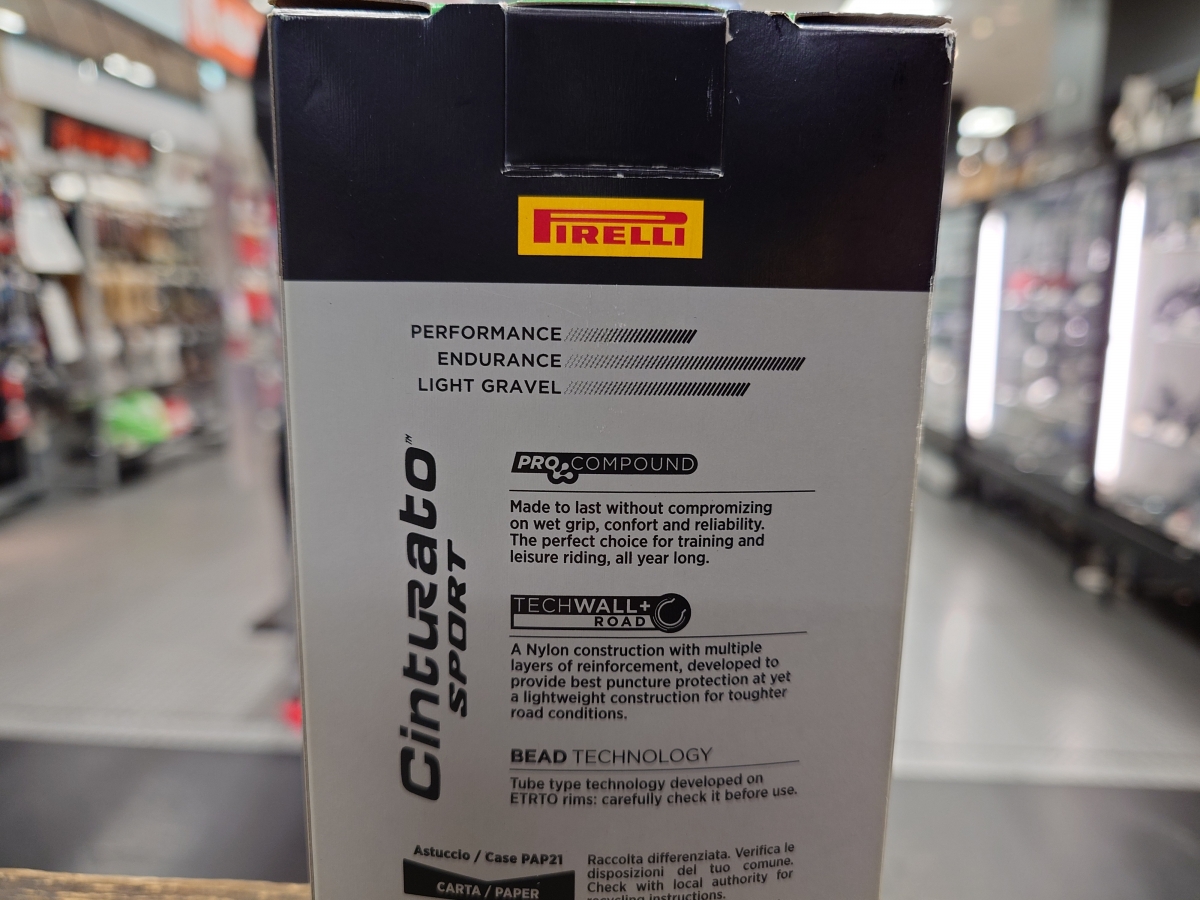 PIRELLI
PERFORMANCE
ENDURANCE
LIGHT GRAVEL
Cinturato™
SPORT
PRO COMPOUND
Made to last without compromizing
on wet grip, confort and reliability.
The perfect choice for training and
leisure riding, all year long.
TECHWALL+
ROAD
A Nylon construction with multiple
layers of reinforcement, developed to
provide best puncture protection at yet
a lightweight construction for toughter
road conditions.
BEAD TECHNOLOGY
Tube type technology developed on
ETRTO rims: carefully check it before use.
Astuccio / Case PAP21
CARTA / PAPER
Raccolta differenziata. Verifica le
disposizioni del tuo comune.
Check with local authority for
recycling instructions.